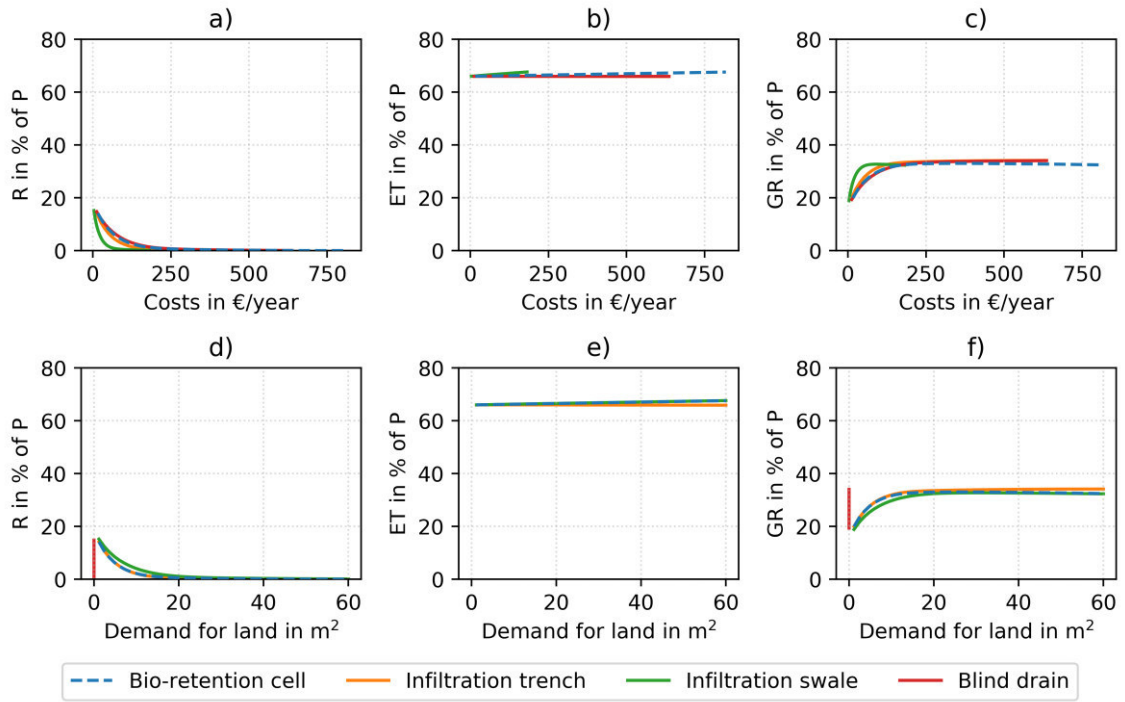 a)
80
60
40
20
0
R in % of P
0 250 500 750
Costs in €/year
b)
80
60
40
20
0
ET in % of P
0 250 500 750
Costs in €/year
c)
80
60
40
20
0
GR in % of P
0 250 500 750
Costs in €/year
d)
80
60
40
20
0
R in % of P
0 20 40 60
Demand for land in m²
e)
80
60
40
20
0
ET in % of P
0 20 40 60
Demand for land in m²
f)
80
60
40
20
0
GR in % of P
0 20 40 60
Demand for land in m²
Bio-retention cell Infiltration trench Infiltration swale Blind drain